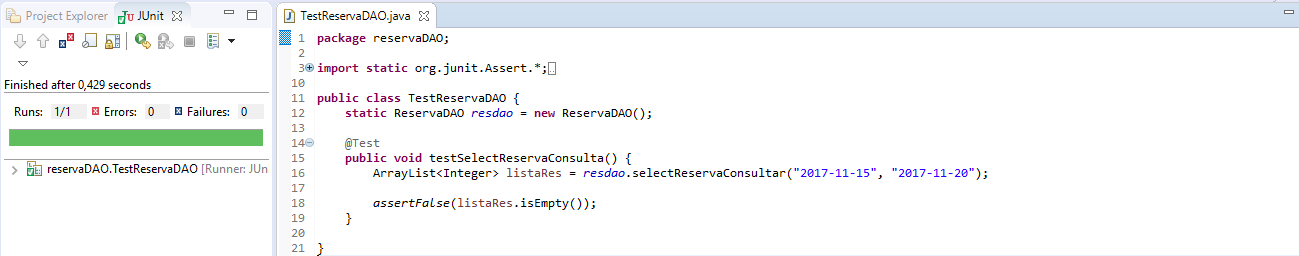 Project Explorer JUnit
Finished after 0,429 seconds
Runs: 1/1 Errors: 0 Failures: 0
reservaDAO.TestReservaDAO [Runner: JUn
TestReservaDAO.java
1 package reservaDAO;
2
3 import static org.junit.Assert.*;
10
11 public class TestReservaDAO {
12 static ReservaDAO resdao = new ReservaDAO();
13
14 @Test
15 public void testSelectReservaConsulta() {
16 ArrayList<Integer> listaRes = resdao.selectReservaConsultar("2017-11-15", "2017-11-20");
17
18 assertFalse(listaRes.isEmpty());
19 }
20
21 }